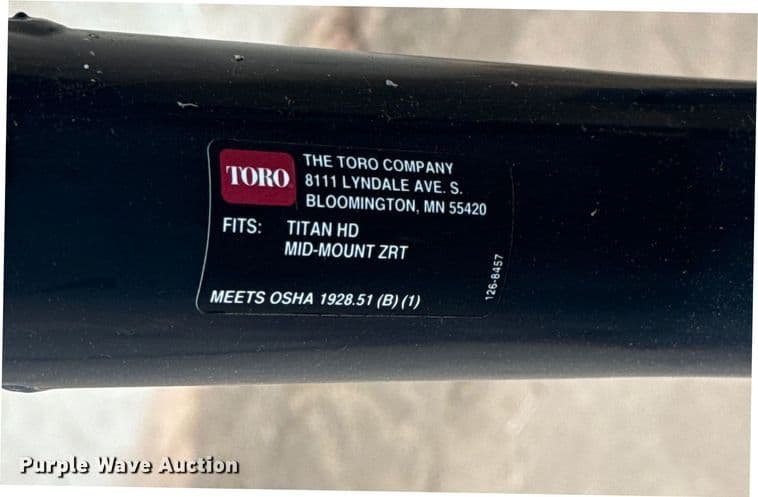 TORO
THE TORO COMPANY
8111 LYNDALE AVE. S.
BLOOMINGTON, MN 55420
FITS: TITAN HD
MID-MOUNT ZRT
MEETS OSHA 1928.51 (B) (1)
126-8457
Purple Wave Auction